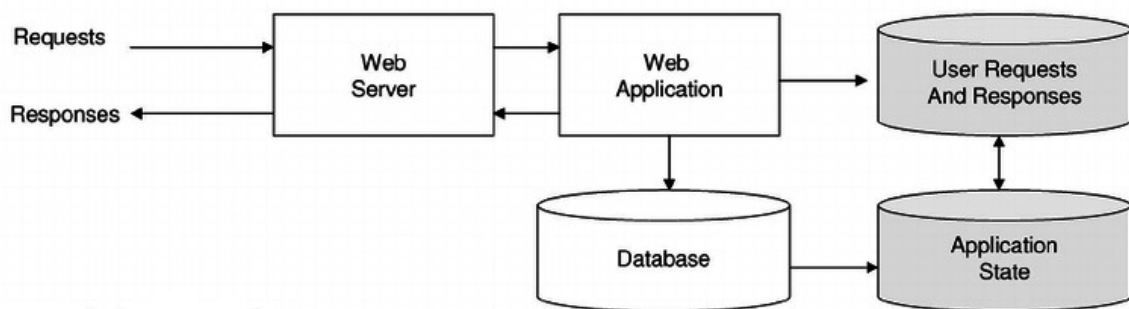 Requests
Responses
Web
Server
Web
Application
User Requests
And Responses
Database
Application
State